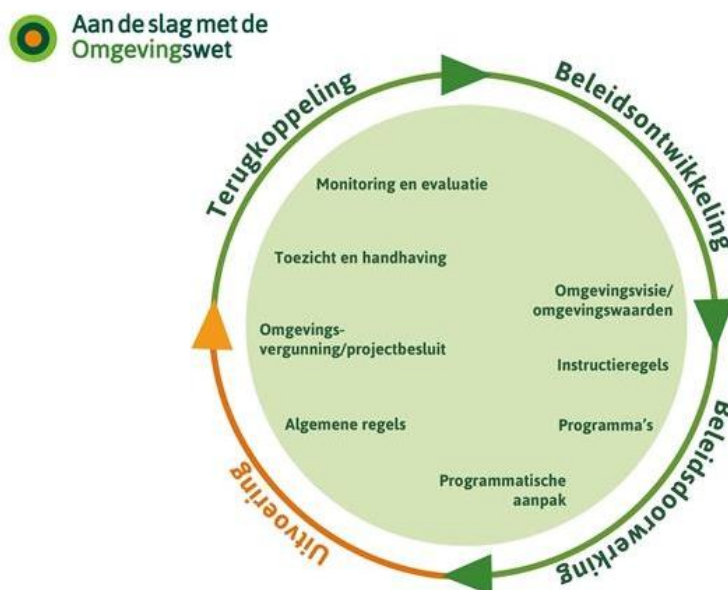 Aan de slag met de
Omgevingswet
Terugkoppeling
Beleidsontwikkeling
Monitoring en evaluatie
Toezicht en handhaving
Omgevingsvisie/
omgevingswaarden
Omgevings-
vergunning/projectbesluit
Instructieregels
Algemene regels
Programma's
Programmatische
aanpak
Uitvoering
Beleidsdoorwerking